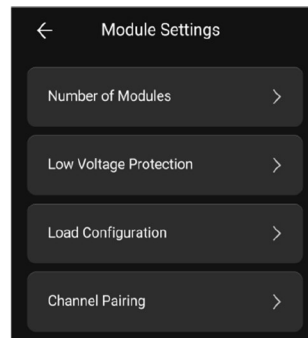 Module Settings
Number of Modules
Low Voltage Protection
Load Configuration
Channel Pairing